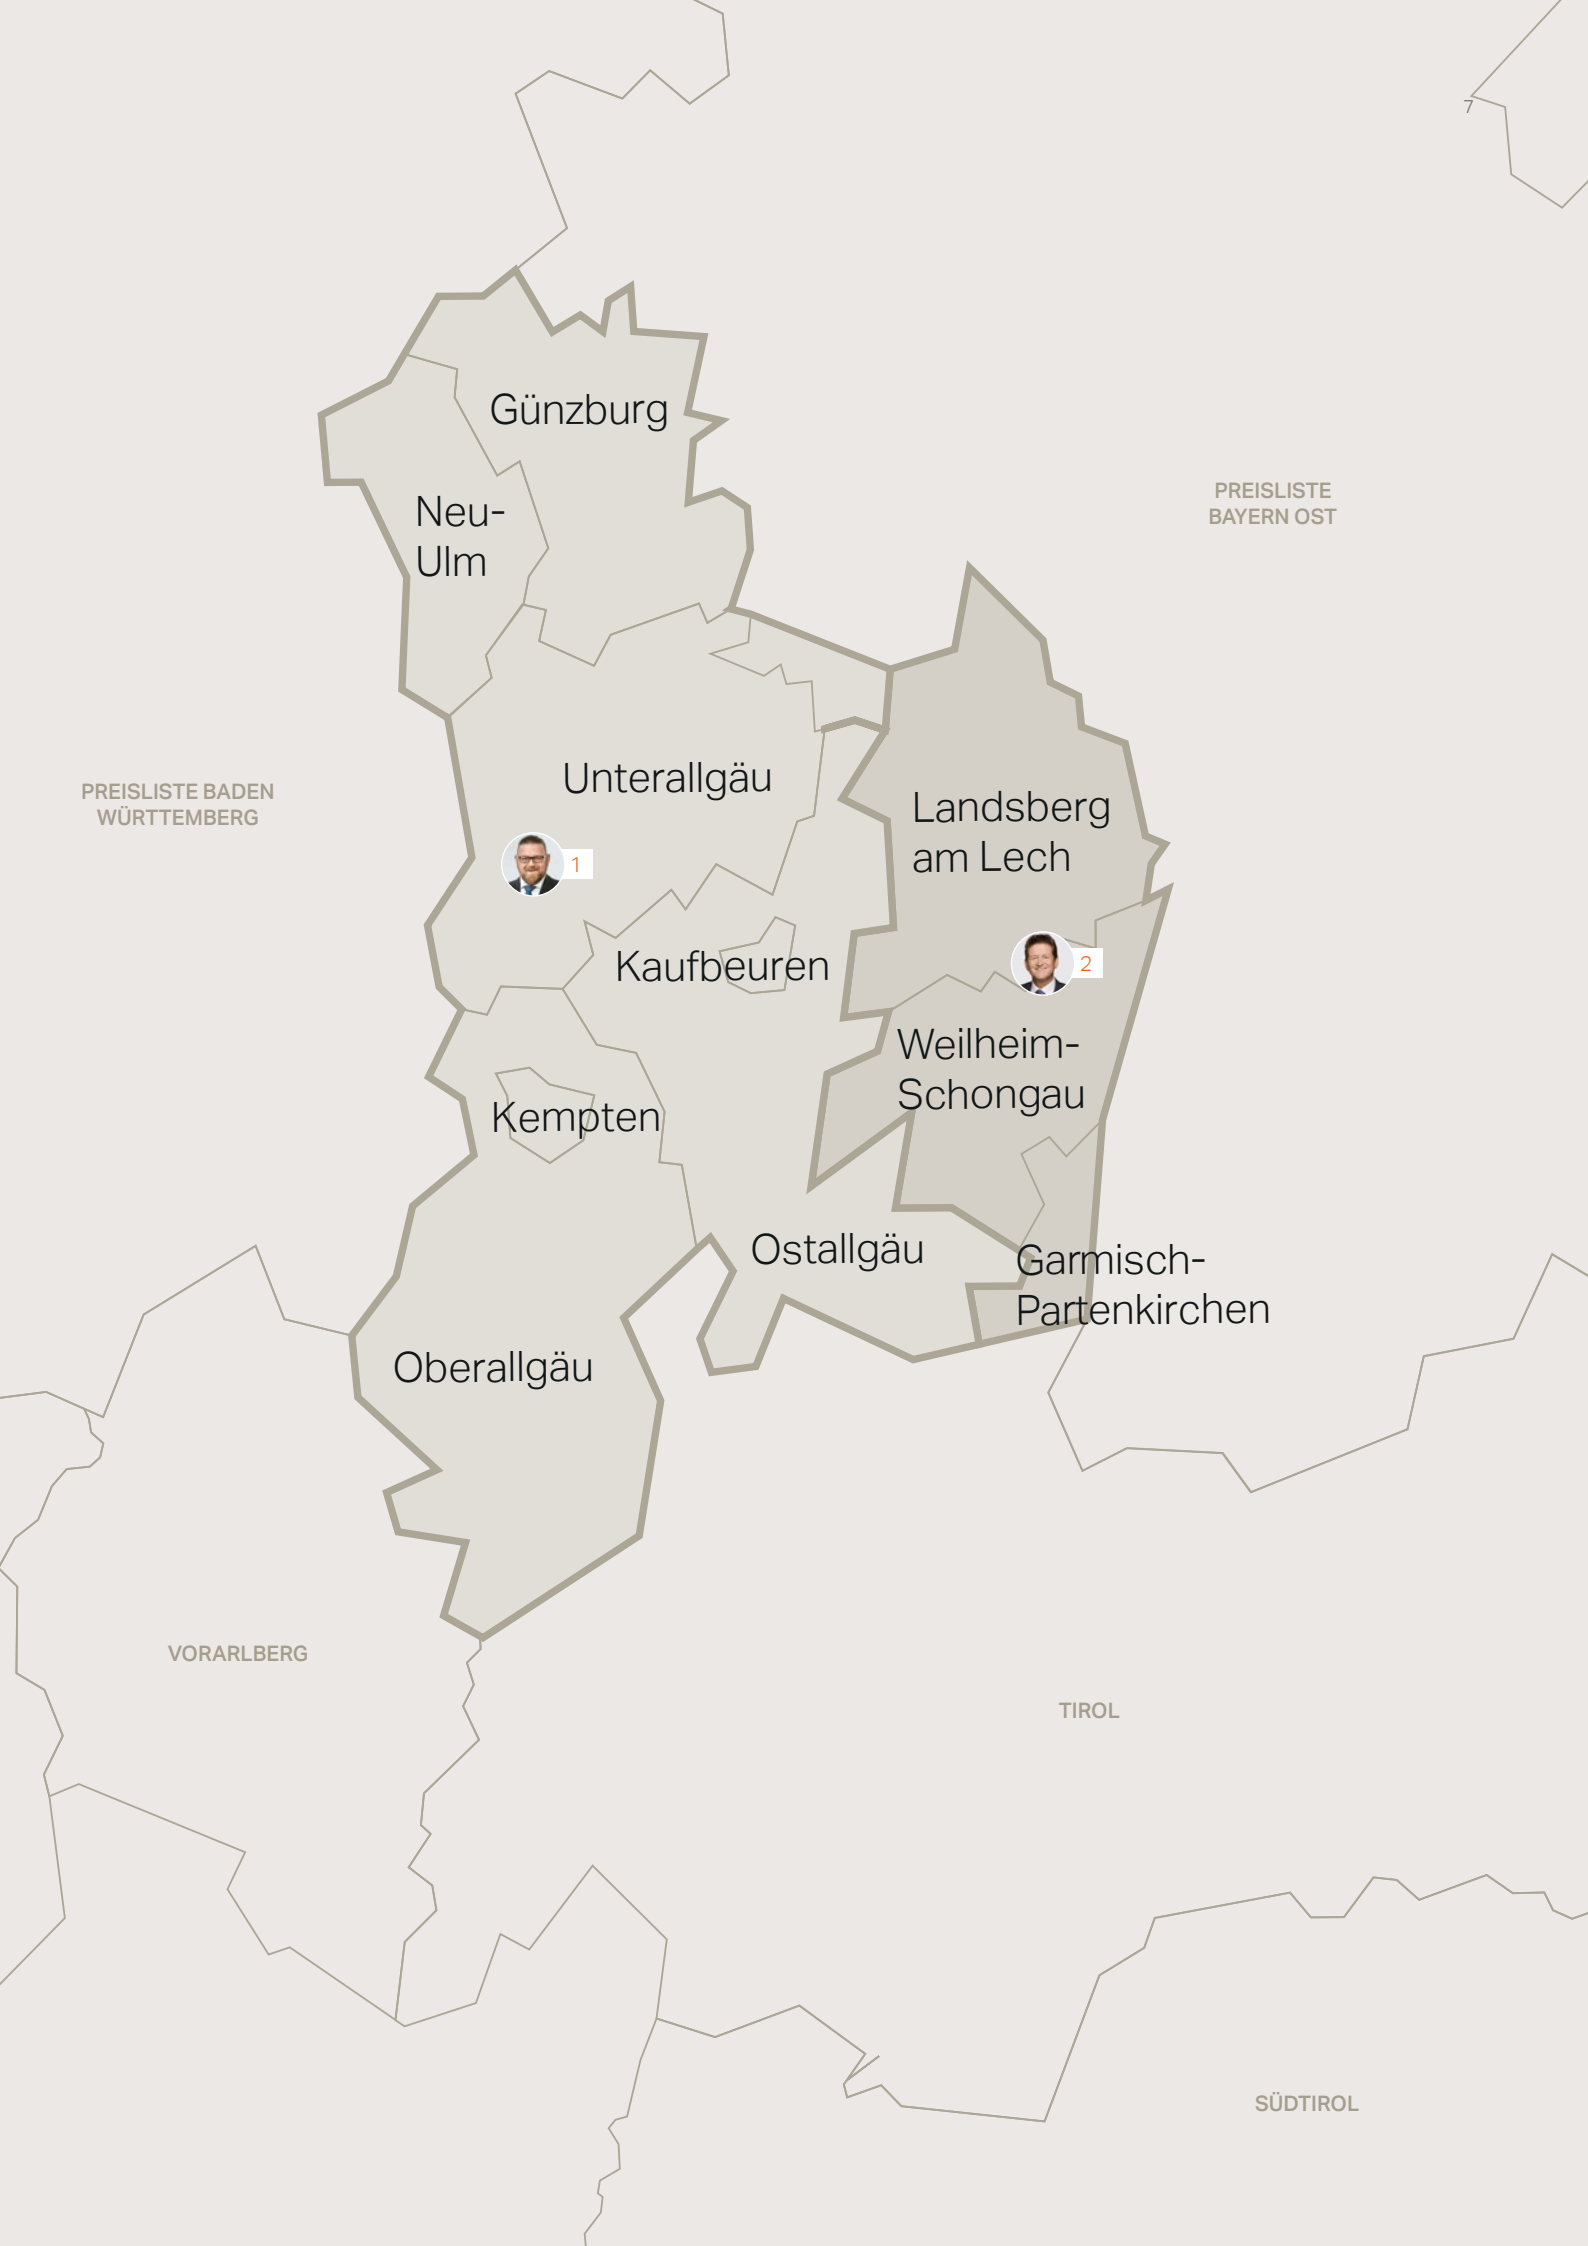 7
Günzburg
PREISLISTE
BAYERN OST
Neu-
Ulm
Unterallgäu
PREISLISTE BADEN
WÜRTTEMBERG
Landsberg
am Lech
1
Kaufbeuren
2
Weilheim-
Schongau
Kempten
Ostallgäu
Garmisch-
Partenkirchen
Oberallgäu
VORARLBERG
TIROL
SÜDTIROL